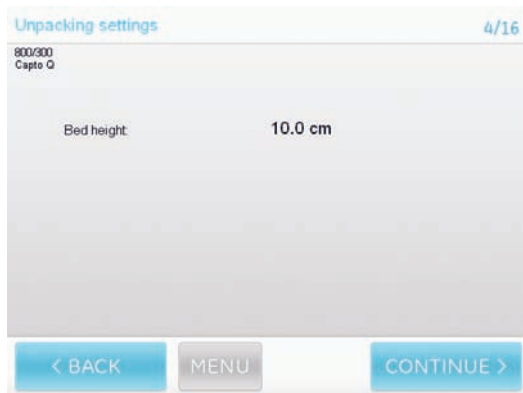 Unpacking settings 4/16
800/300
Capto Q
Bed height: 10.0 cm
< BACK MENU CONTINUE >